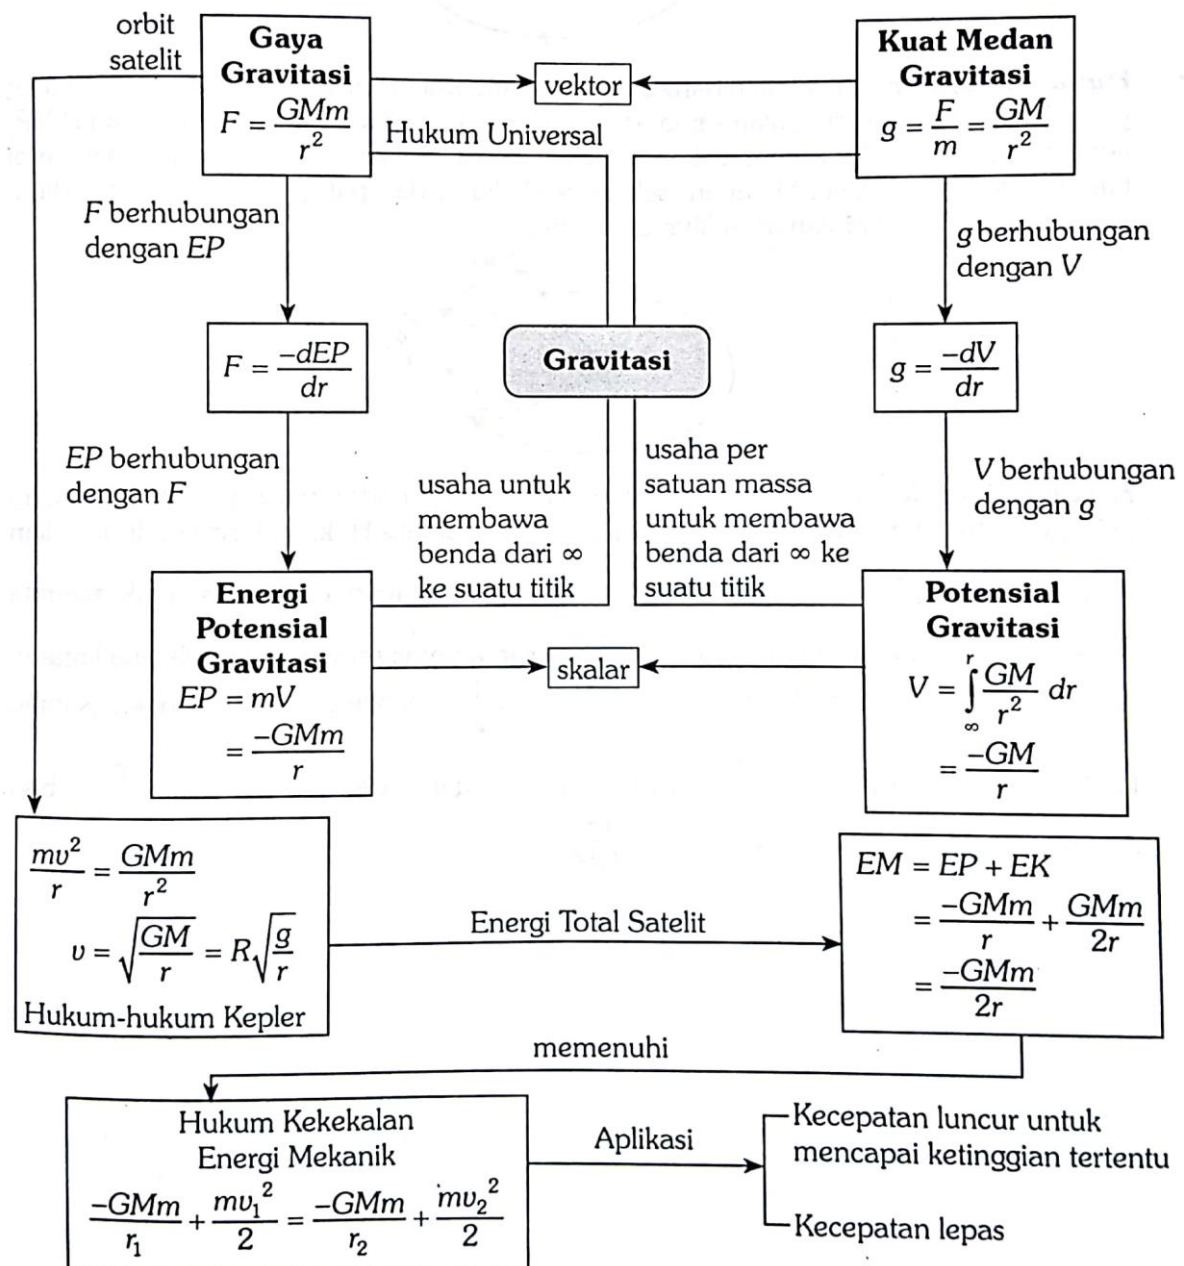 orbit
satelit
Gaya
Gravitasi
F = GMm/r²
vektor
Kuat Medan
Gravitasi
g = F/m = GM/r²
Hukum Universal
F berhubungan
dengan EP
g berhubungan
dengan V
F = -dEP/dr
Gravitasi
g = -dV/dr
EP berhubungan
dengan F
usaha untuk
membawa
benda dari ∞
ke suatu titik
usaha per
satuan massa
untuk membawa
benda dari ∞ ke
suatu titik
V berhubungan
dengan g
Energi
Potensial
Gravitasi
EP = mV
= -GMm/r
skalar
Potensial
Gravitasi
V = ∫_∞^r GM/r² dr
= -GM/r
mv²/r = GMm/r²
v = √(GM/r) = R√(g/r)
Hukum-hukum Kepler
Energi Total Satelit
EM = EP + EK
= -GMm/r + GMm/2r
= -GMm/2r
memenuhi
Hukum Kekekalan
Energi Mekanik
-GMm/r₁ + mv₁²/2 = -GMm/r₂ + mv₂²/2
Aplikasi
Kecepatan luncur untuk
mencapai ketinggian tertentu
Kecepatan lepas